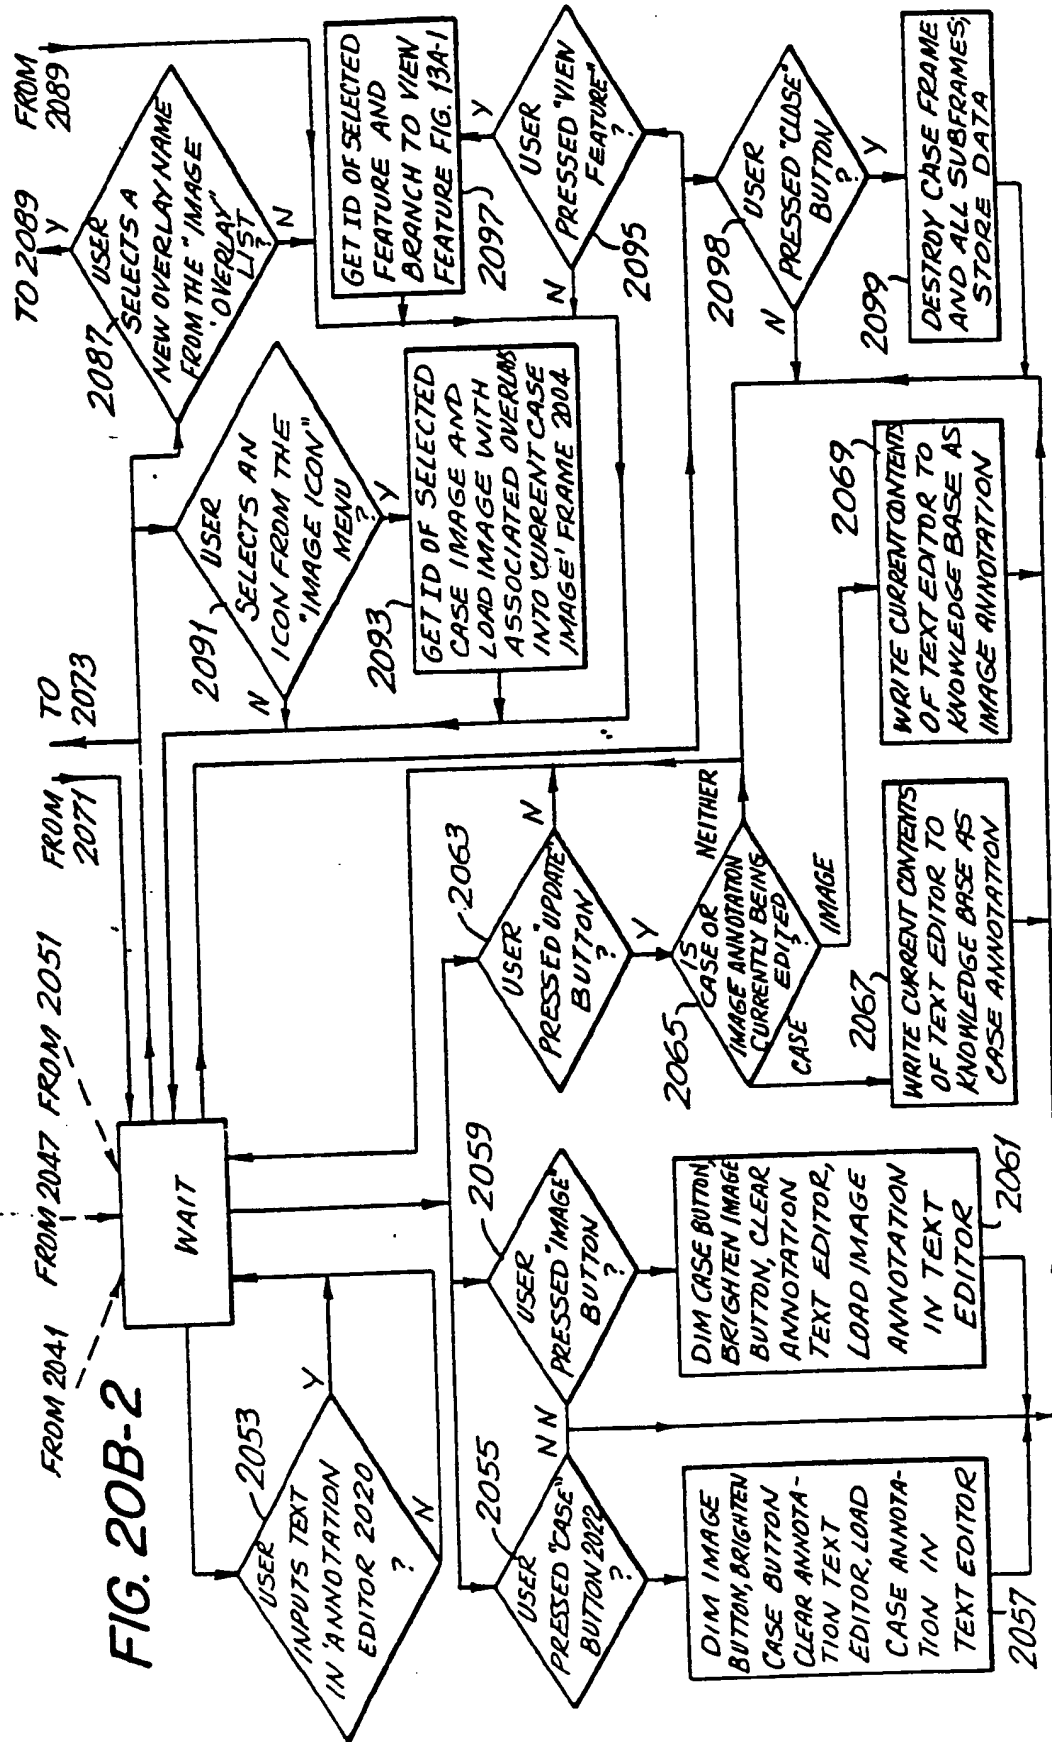 FIG. 20B-2
FROM 2041
FROM 2047
FROM 2051
FROM
2071
TO
2073
TO 2089
FROM
2089
WAIT
2053
USER
INPUTS TEXT
IN 'ANNOTATION
EDITOR 2020
?
Y
N
2055
USER
PRESSED "CASE"
BUTTON 2022
?
N
2057
DIM IMAGE
BUTTON, BRIGHTEN
CASE BUTTON
CLEAR ANNOTA-
TION TEXT
EDITOR, LOAD
CASE ANNOTA-
TION IN
TEXT EDITOR
2059
USER
PRESSED "IMAGE"
BUTTON
?
N
2061
DIM CASE BUTTON,
BRIGHTEN IMAGE
BUTTON, CLEAR
ANNOTATION
TEXT EDITOR,
LOAD IMAGE
ANNOTATION
IN TEXT
EDITOR
2063
USER
PRESSED "UPDATE"
BUTTON
?
N
Y
2065
IS
CASE OR
IMAGE ANNOTATION
CURRENTLY BEING
EDITED
?
NEITHER
CASE
IMAGE
2067
WRITE CURRENT CONTENTS
OF TEXT EDITOR TO
KNOWLEDGE BASE AS
CASE ANNOTATION
2069
WRITE CURRENT CONTENTS
OF TEXT EDITOR TO
KNOWLEDGE BASE AS
IMAGE ANNOTATION
2087
USER
SELECTS A
NEW OVERLAY NAME
FROM THE "IMAGE
'OVERLAY"
LIST
?
Y
N
2091
USER
SELECTS AN
ICON FROM THE
"IMAGE ICON"
MENU
?
N
Y
2093
GET ID OF SELECTED
CASE IMAGE AND
LOAD IMAGE WITH
ASSOCIATED OVERLAYS
INTO 'CURRENT CASE
IMAGE' FRAME 2004
2095
USER
PRESSED "VIEW
FEATURE"
?
Y
N
2097
GET ID OF SELECTED
FEATURE AND
BRANCH TO VIEW
FEATURE FIG. 13A-1
2098
USER
PRESSED "CLOSE"
BUTTON
?
N
Y
2099
DESTROY CASE FRAME
AND ALL SUBFRAMES;
STORE DATA